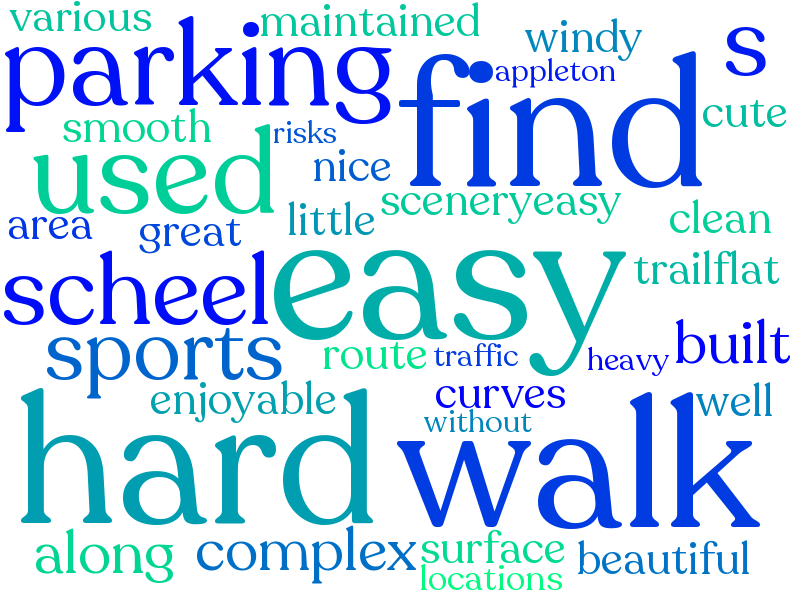 various
maintained
parking
windy
s
find
appleton
cute
smooth
risks
used
nice
sceneryeasy
area
great
little
clean
easy
trailflat
scheel
sports
route
traffic
heavy
built
enjoyable
curves
without
well
hard
walk
along
complex
surface
locations
beautiful